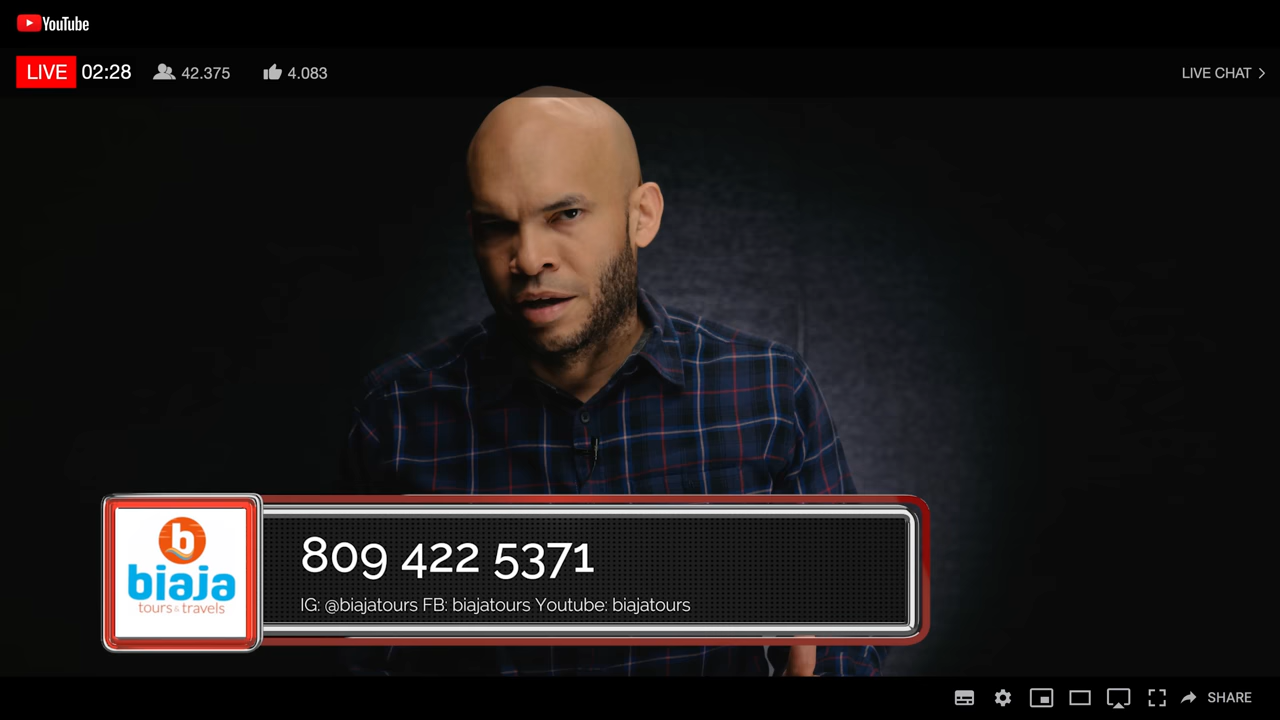 YouTube
LIVE 02:28 42.375 4.083 LIVE CHAT
b
biaja
tours & travels
809 422 5371
IG: @biajatours FB: biajatours Youtube: biajatours
SHARE